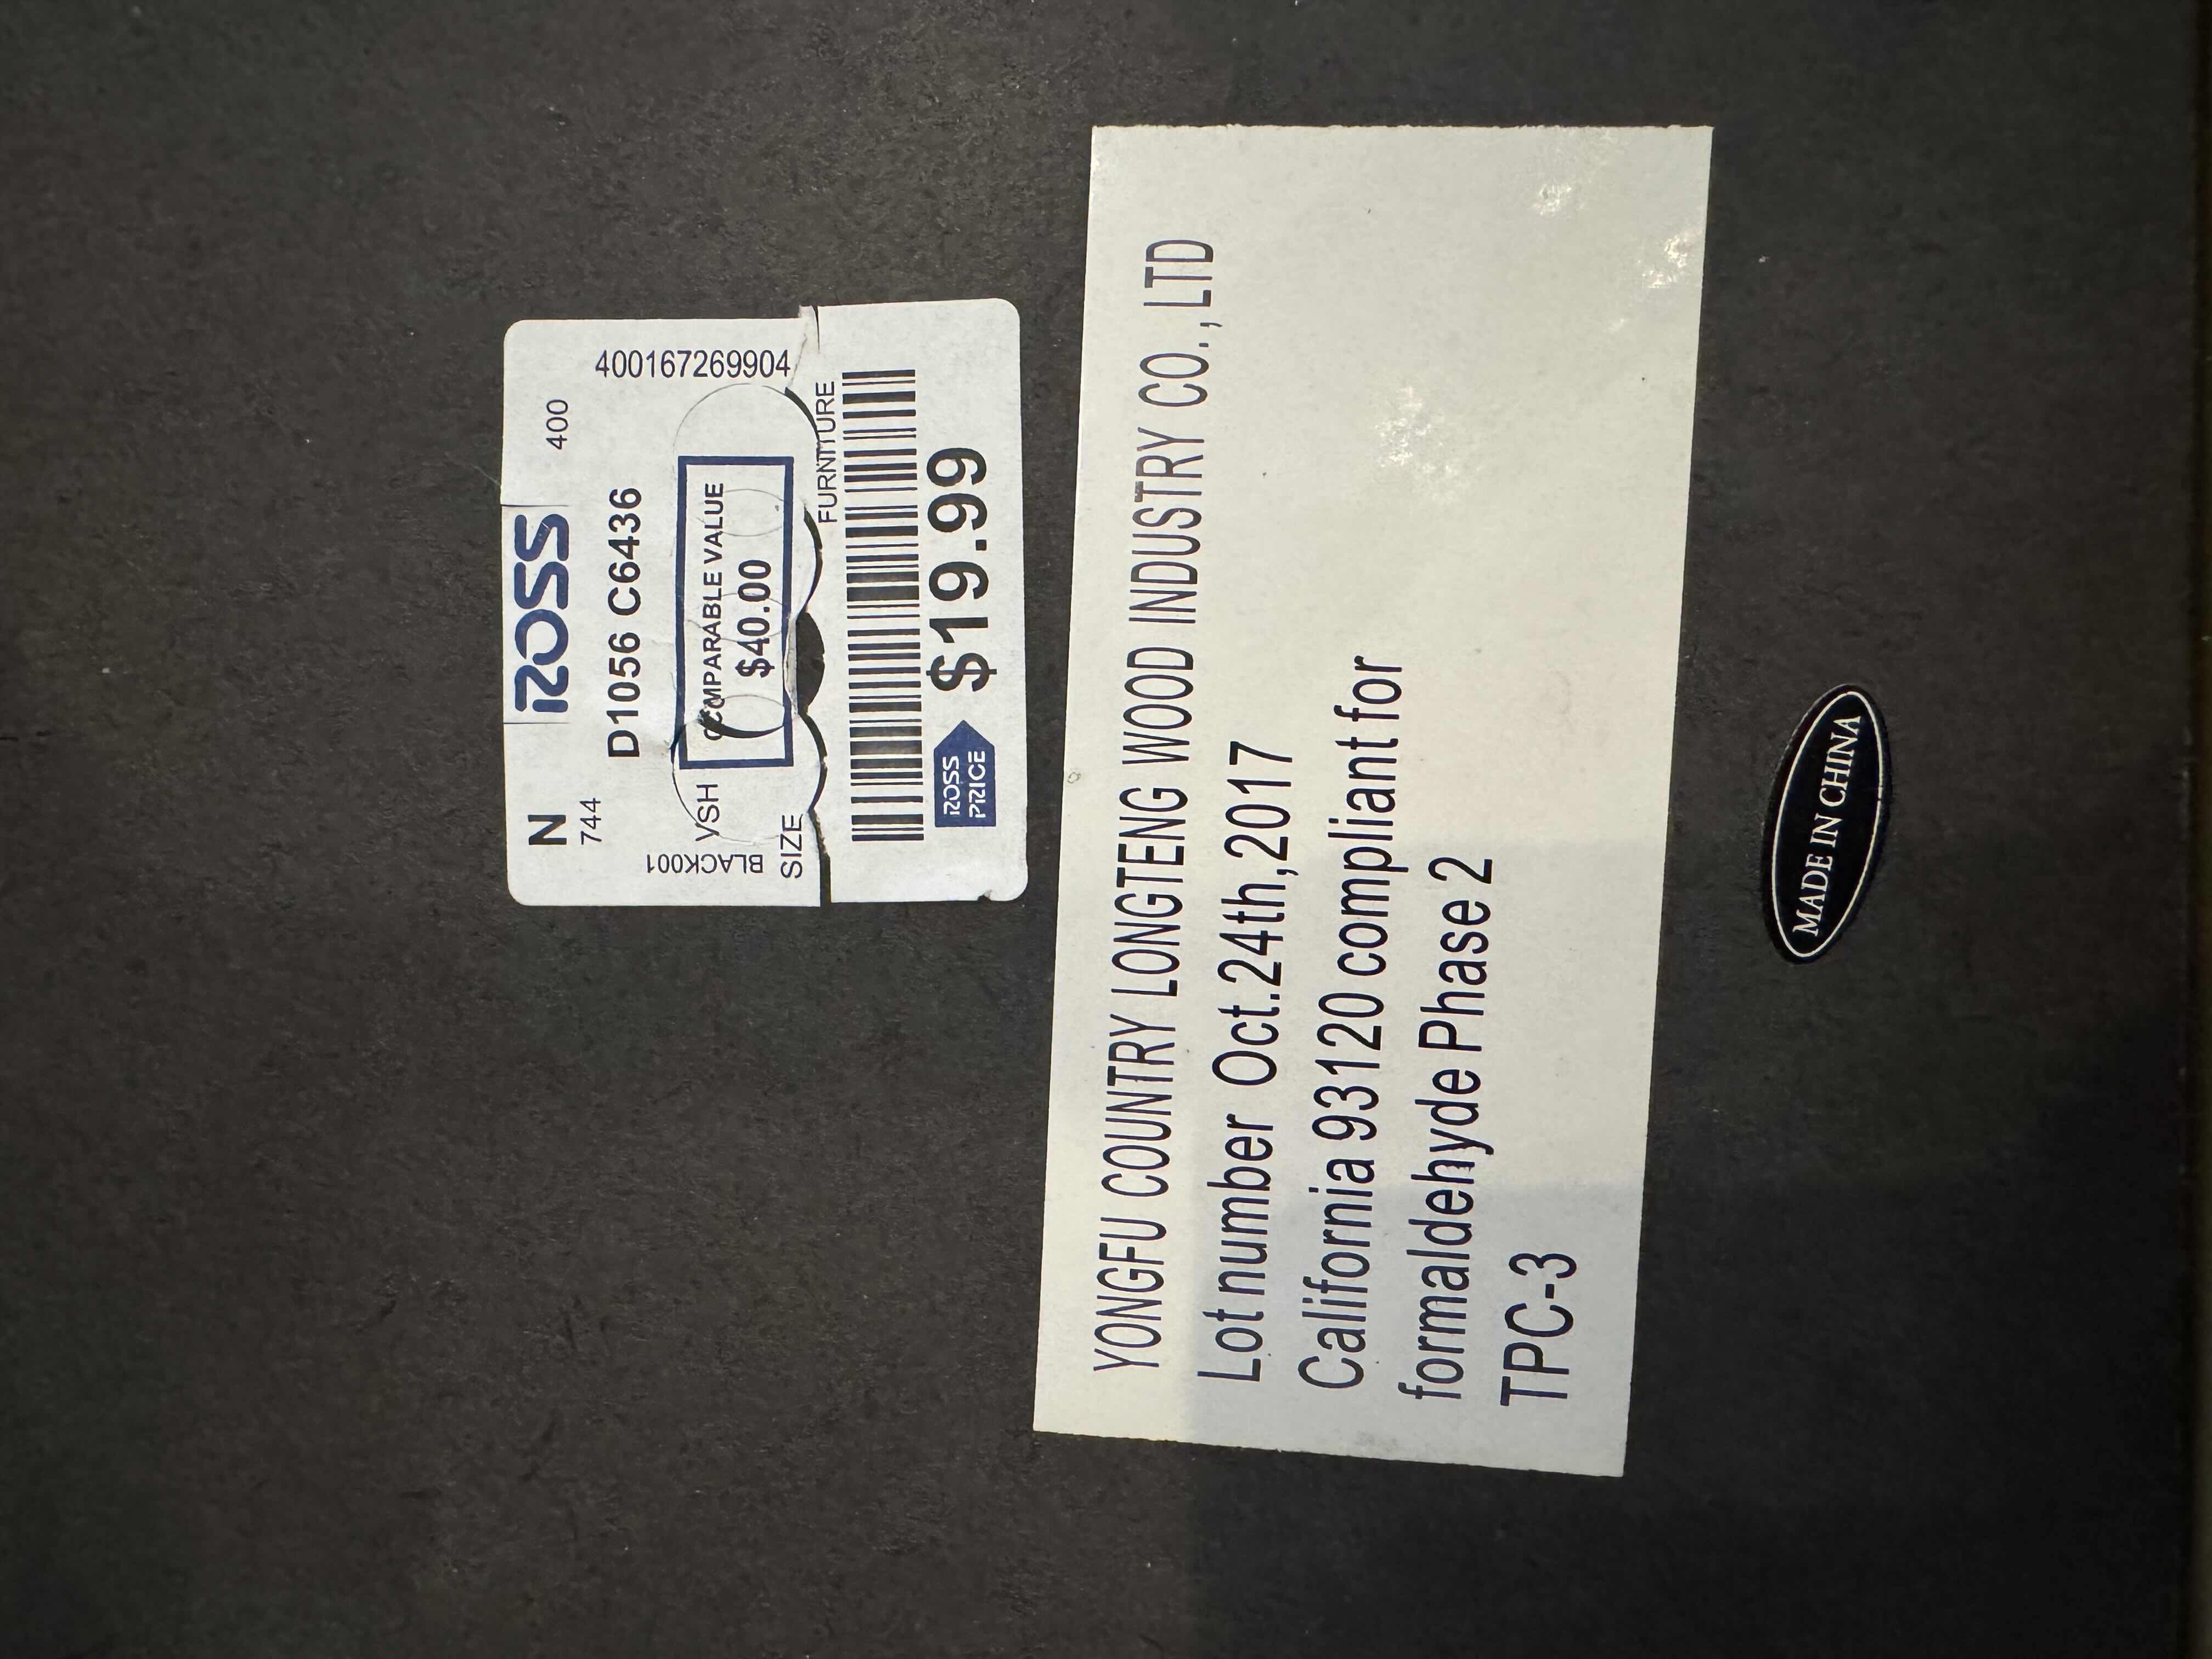 ROSS
N 400
744
D1056 C6436
400167269904
VSH
COMPARABLE VALUE
$40.00
BLACK001
SIZE
FURNITURE
ROSS
PRICE
$19.99
YONGFU COUNTRY LONGTENG WOOD INDUSTRY CO.,LTD
Lot number Oct.24th,2017
California 93120 compliant for
formaldehyde Phase 2
TPC-3
MADE IN CHINA